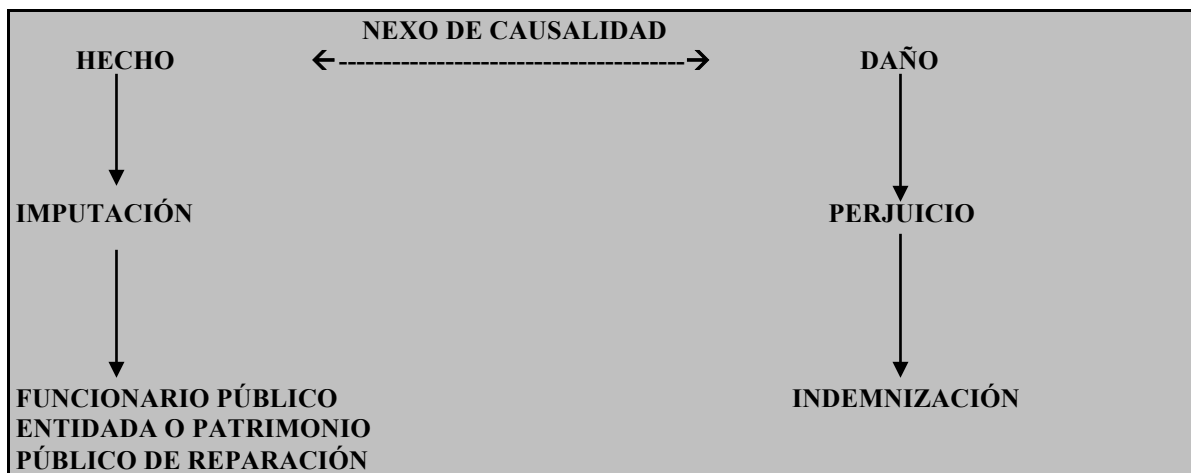 NEXO DE CAUSALIDAD
HECHO ←---------------------------------------→ DAÑO
IMPUTACIÓN PERJUICIO
FUNCIONARIO PÚBLICO INDEMNIZACIÓN
ENTIDADA O PATRIMONIO
PÚBLICO DE REPARACIÓN